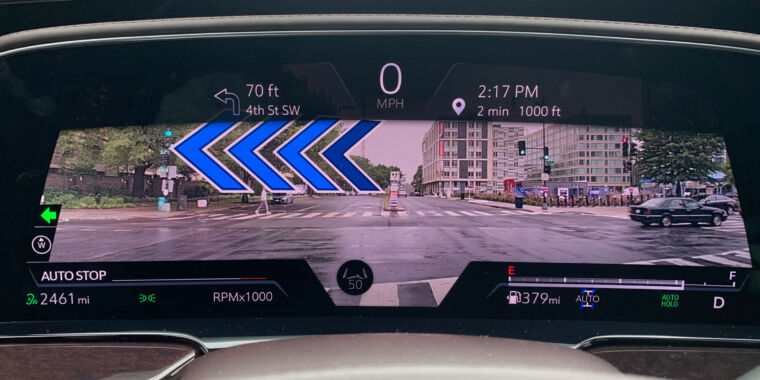 0
MPH
70 ft
4th St SW
2:17 PM
2 min 1000 ft
W
AUTO STOP
2461 mi
RPMx1000
50
E
F
379mi
AUTO
AUTO
HOLD
D